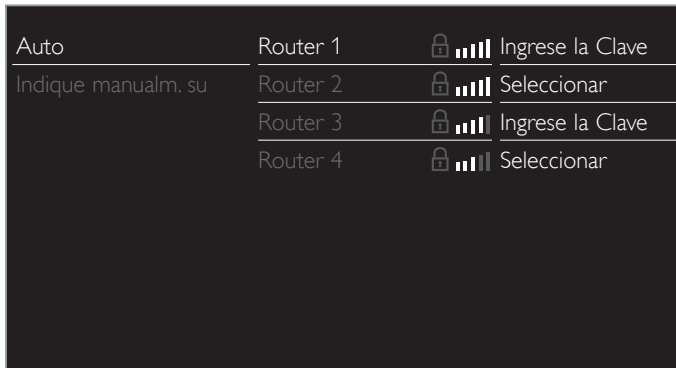 Auto Router 1 Ingrese la Clave
Indique manualm. su Router 2 Seleccionar
Router 3 Ingrese la Clave
Router 4 Seleccionar